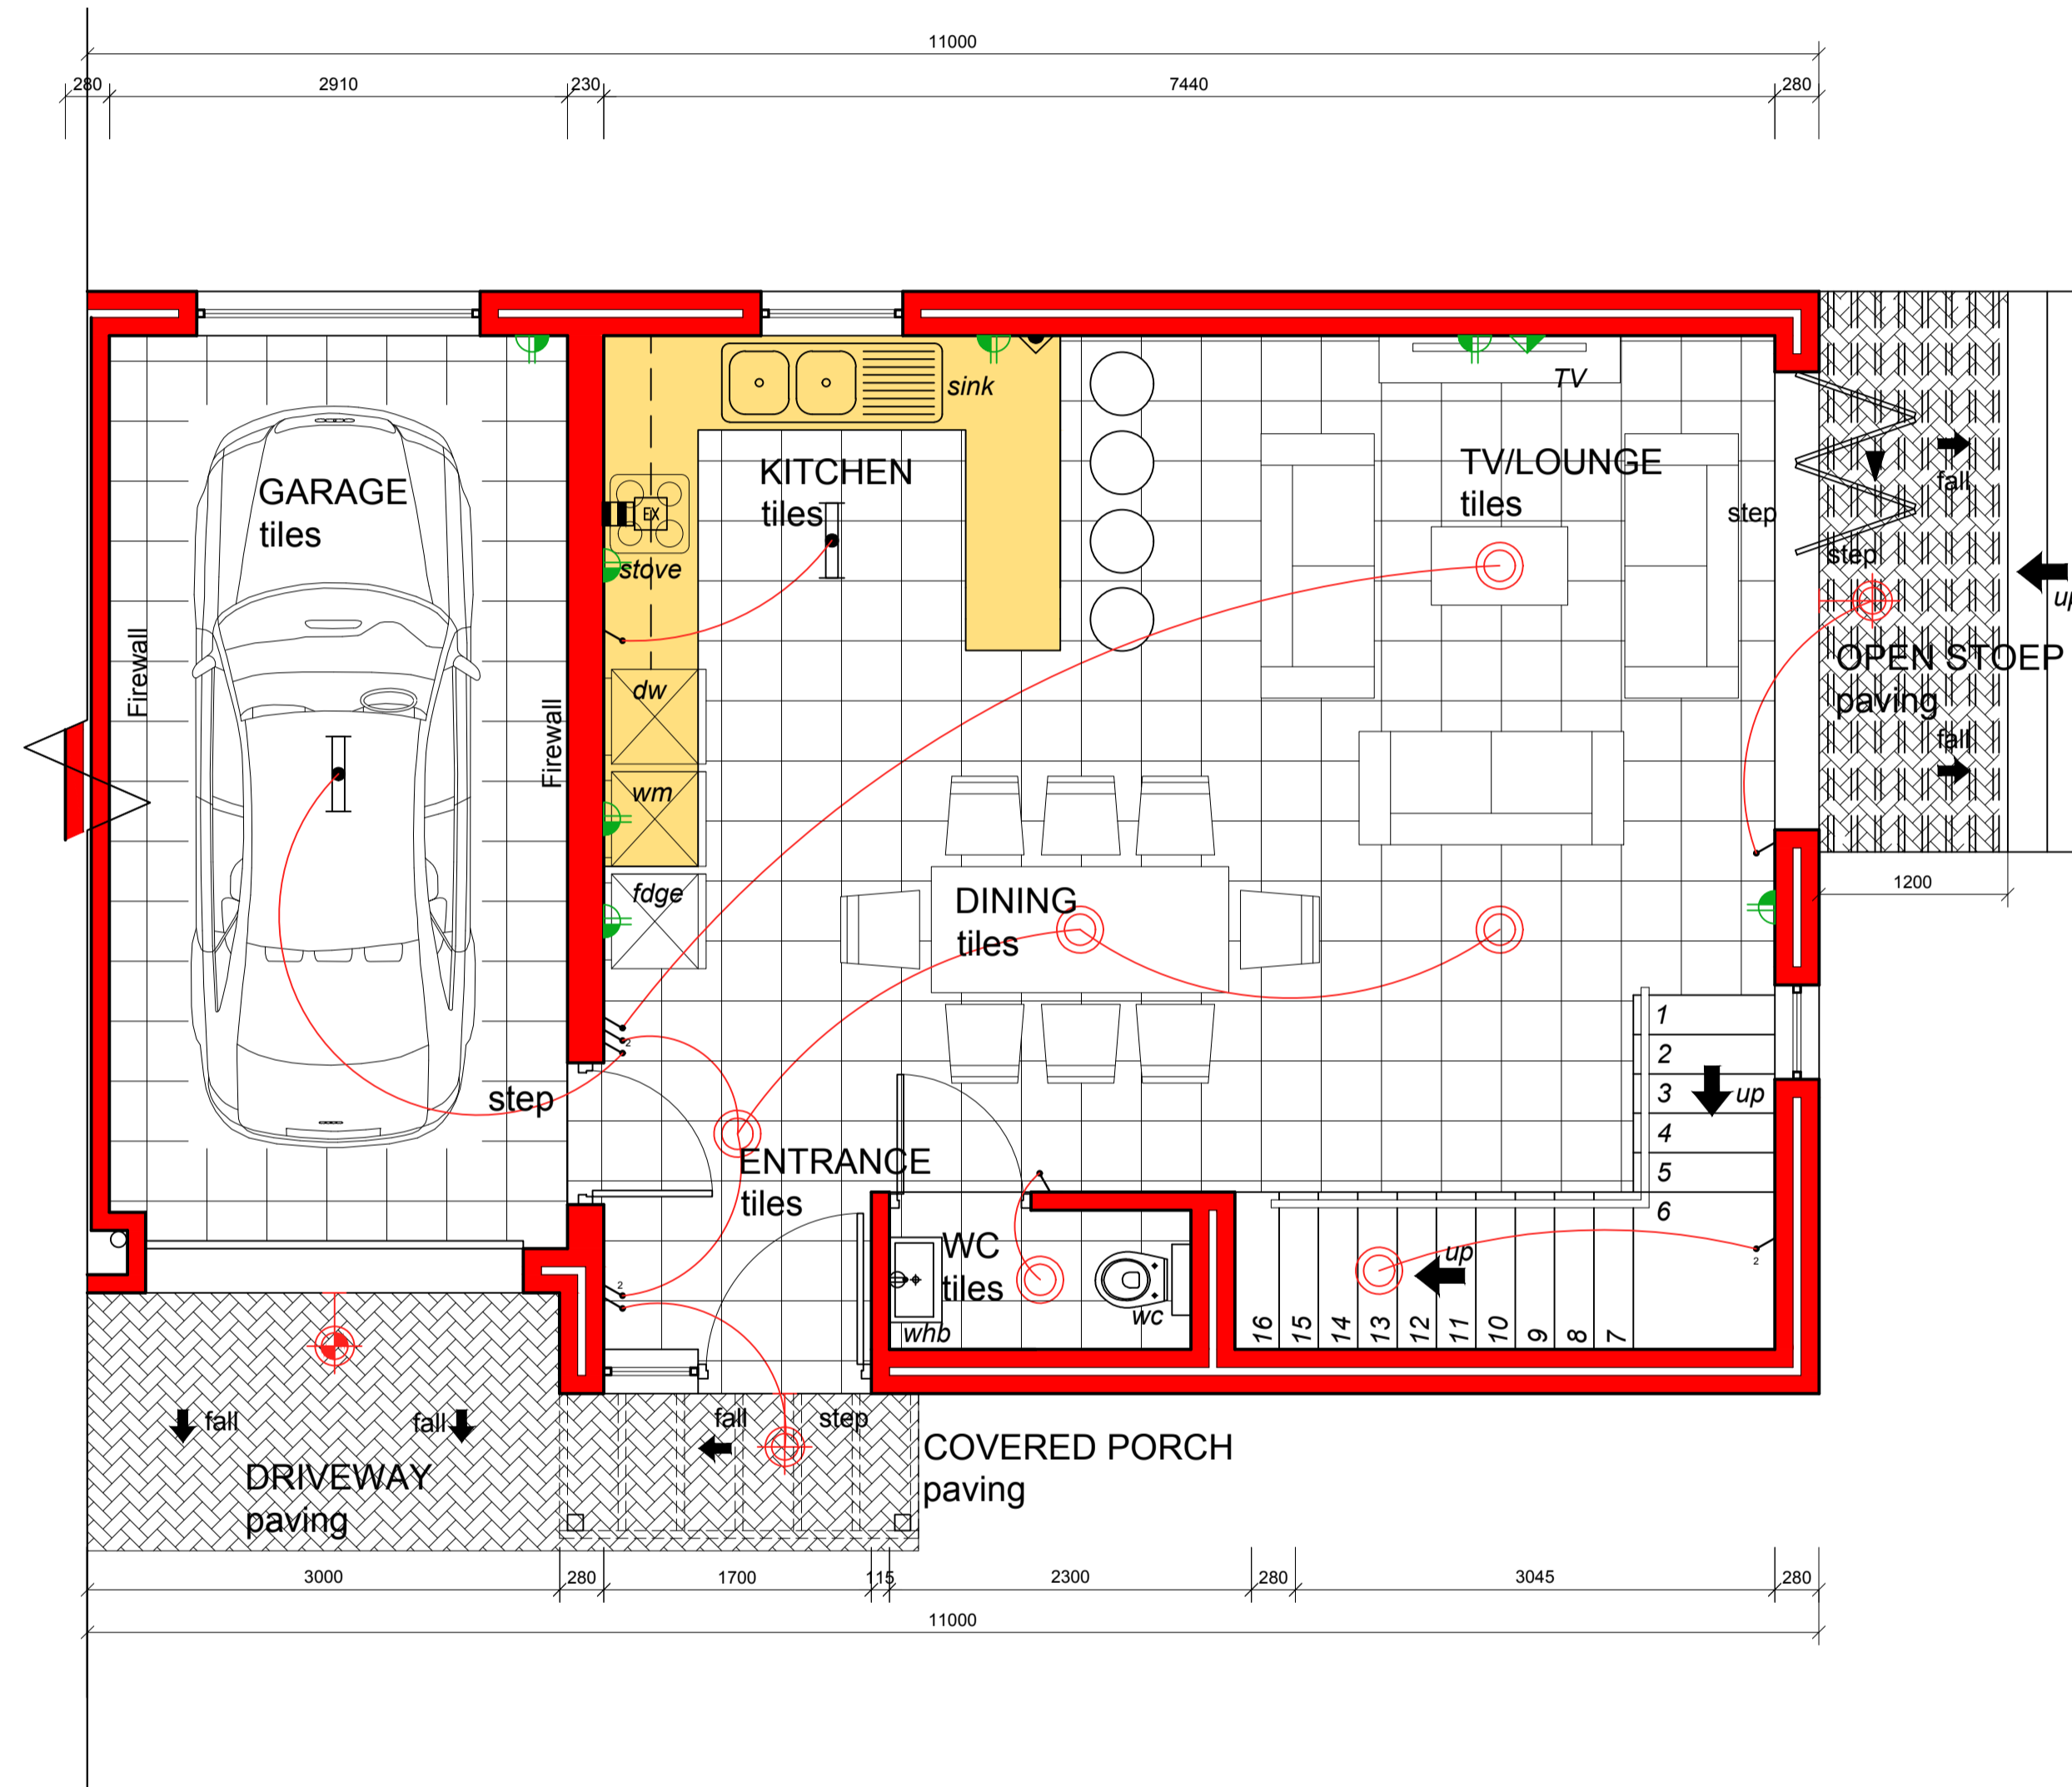 11000
280
2910
230
7440
280
sink
TV
KITCHEN
tiles
TV/LOUNGE
tiles
GARAGE
tiles
EX
stove
step
fall
step
up
Firewall
Firewall
OPEN STOEP
paving
fall
dw
wm
fdge
DINING
tiles
1200
1
2
3
4
5
6
up
2
step
ENTRANCE
tiles
WC
tiles
whb
wc
up
2
2
16
15
14
13
12
11
10
9
8
7
fall
fall
DRIVEWAY
paving
fall
step
COVERED PORCH
paving
3000
280
1700
115
2300
280
3045
280
11000